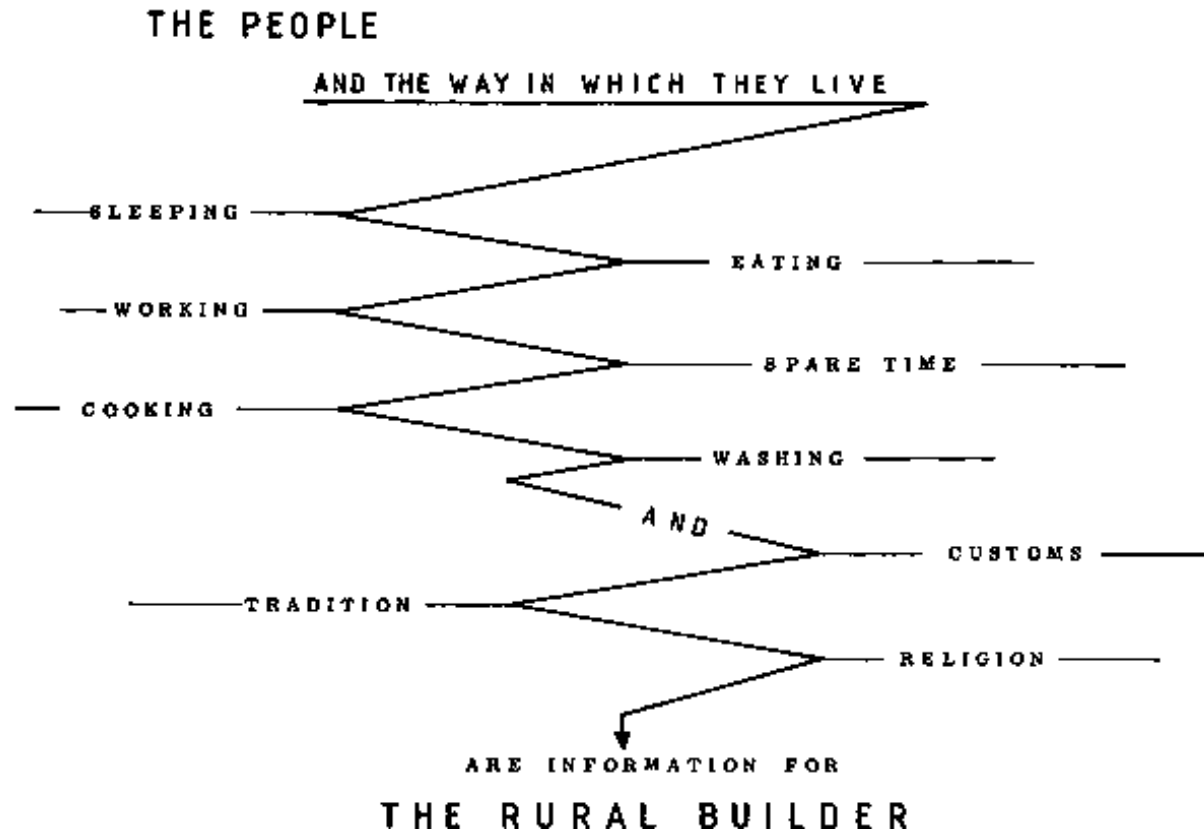 THE PEOPLE
AND THE WAY IN WHICH THEY LIVE
SLEEPING
EATING
WORKING
SPARE TIME
COOKING
WASHING
AND
CUSTOMS
TRADITION
RELIGION
ARE INFORMATION FOR
THE RURAL BUILDER